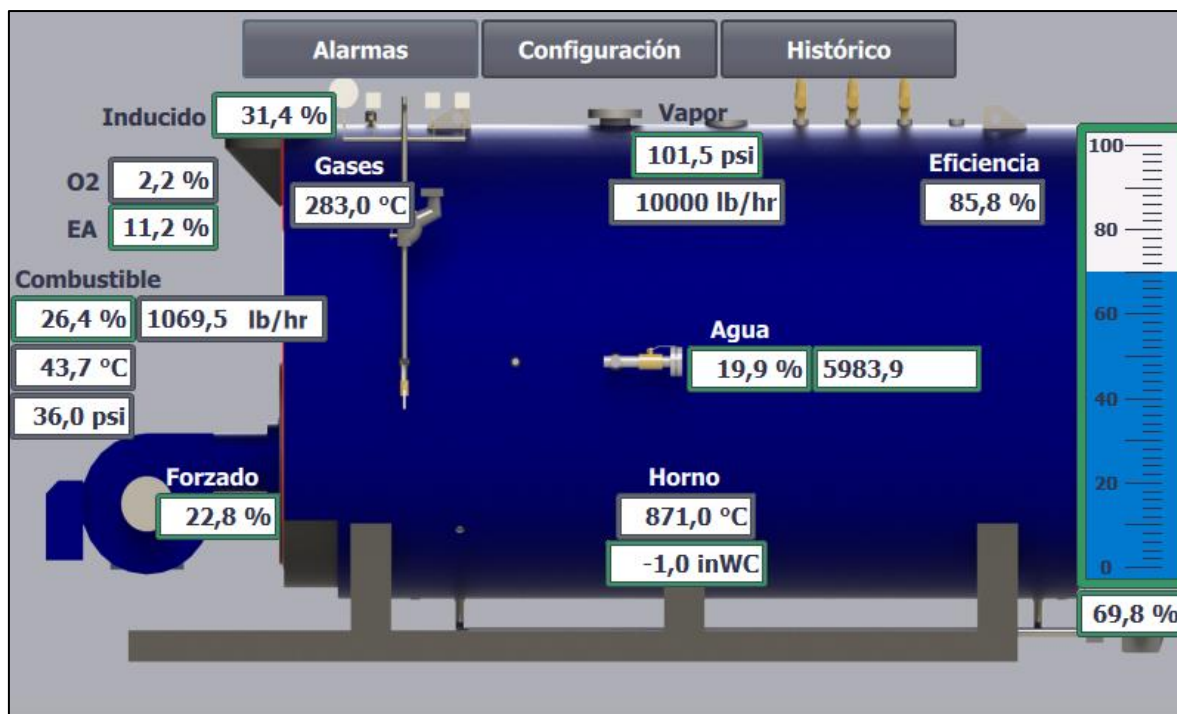 Alarmas Configuración Histórico
Inducido 31,4 %
Vapor
101,5 psi
10000 lb/hr
Gases
283,0 °C
Eficiencia
85,8 %
O2 2,2 %
EA 11,2 %
Combustible
26,4 % 1069,5 lb/hr
43,7 °C
36,0 psi
Agua
19,9 % 5983,9
Forzado
22,8 %
Horno
871,0 °C
-1,0 inWC
100
80
60
40
20
0
69,8 %